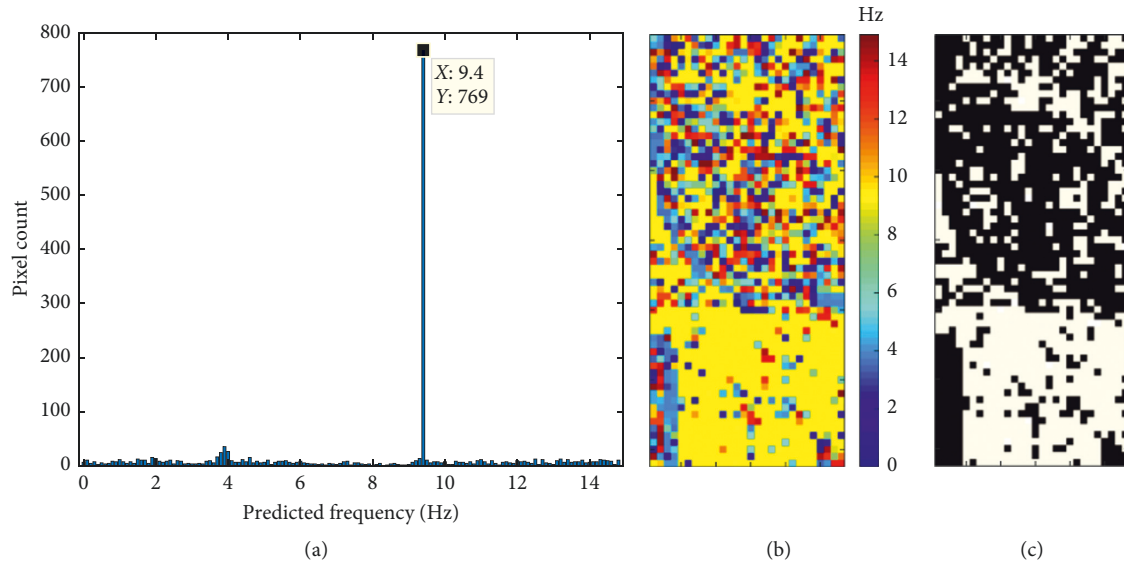 800
700
600
500
400
300
200
100
0
Pixel count
X: 9.4
Y: 769
0 2 4 6 8 10 12 14
Predicted frequency (Hz)
(a)
Hz
14
12
10
8
6
4
2
0
(b)
(c)